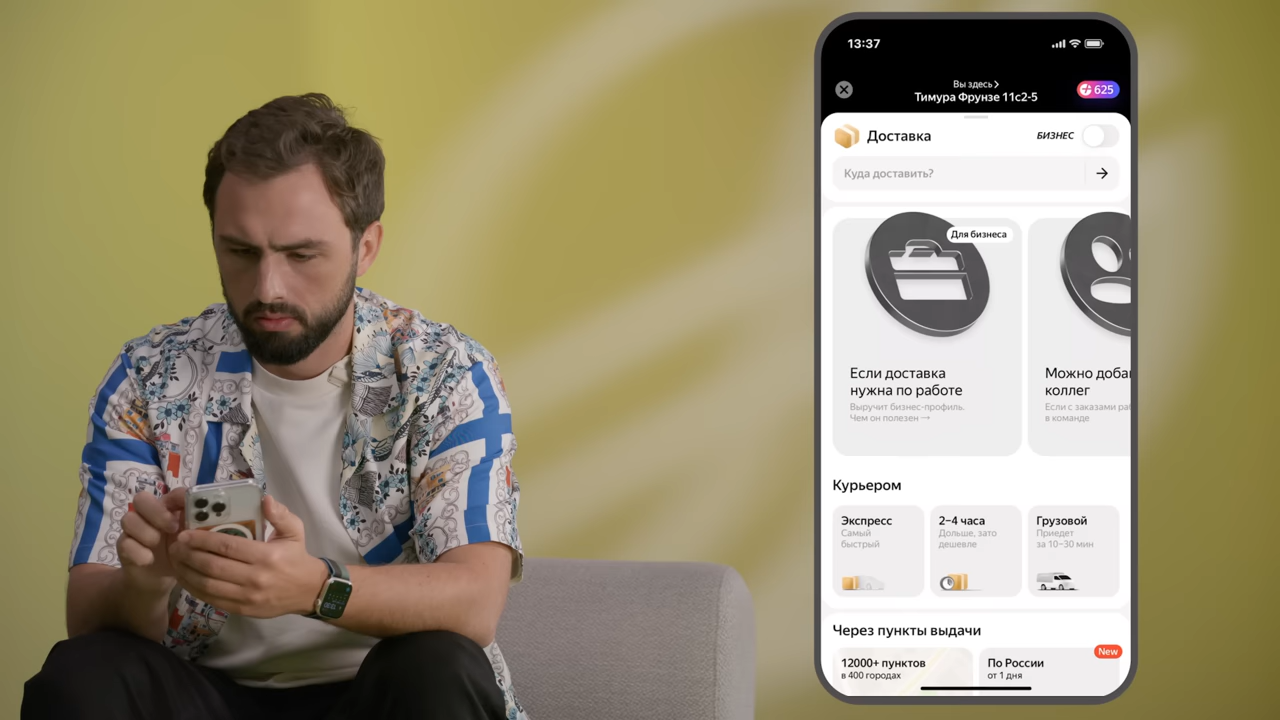 13:37
Вы здесь
Тимура Фрунзе 11с2-5
625
Доставка
БИЗНЕС
Куда доставить?
Для бизнеса
Если доставка
нужна по работе
Выручит бизнес-профиль.
Чем он полезен →
Можно
коллег
Если с заказами
в команде
Курьером
Экспресс
Самый
быстрый
2–4 часа
Дольше, зато
дешевле
Грузовой
Приедет
за 10–30 мин
Через пункты выдачи
12000+ пунктов
в 400 городах
New
По России
от 1 дня